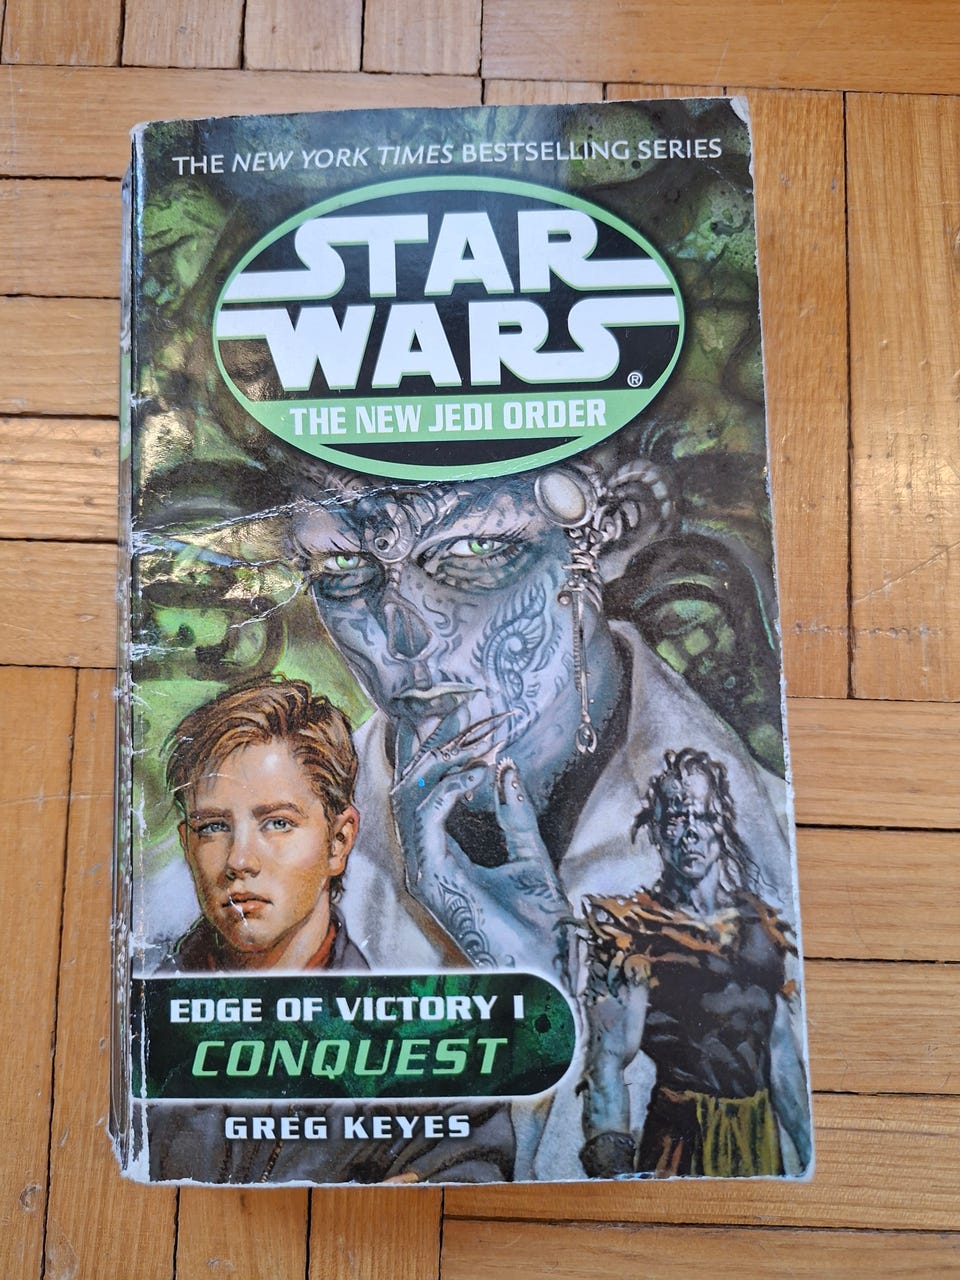 THE NEW YORK TIMES BESTSELLING SERIES
STAR
WARS®
THE NEW JEDI ORDER
EDGE OF VICTORY I
CONQUEST
GREG KEYES